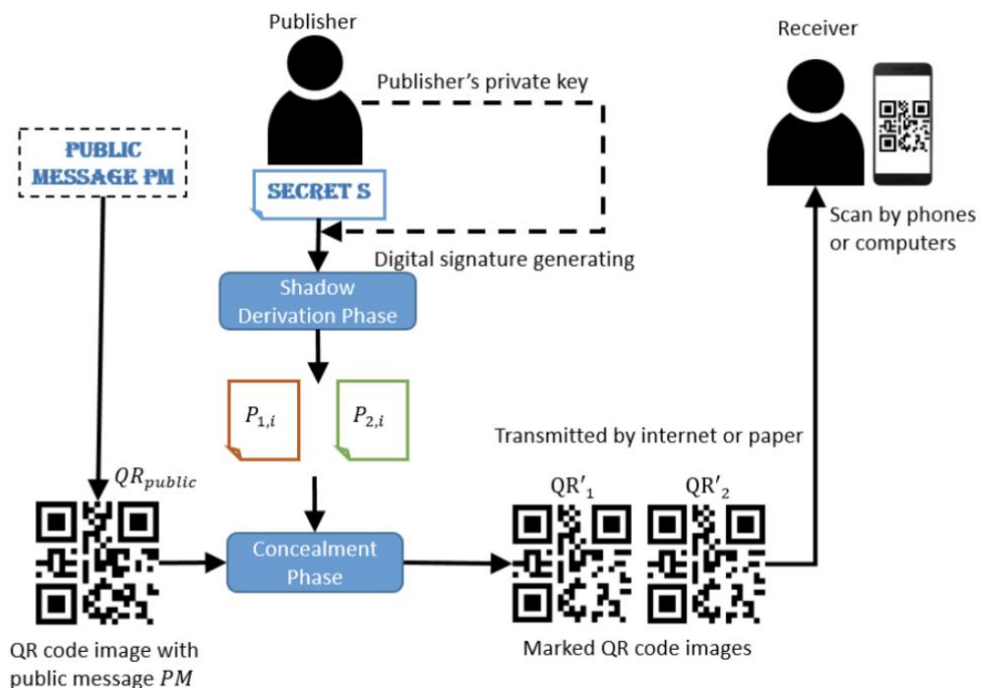 Publisher
Receiver
Publisher's private key
PUBLIC
MESSAGE PM
SECRET S
Scan by phones
or computers
Digital signature generating
Shadow
Derivation Phase
P₁,ᵢ
P₂,ᵢ
Transmitted by internet or paper
QR_public
QR'₁
QR'₂
Concealment
Phase
QR code image with
public message PM
Marked QR code images